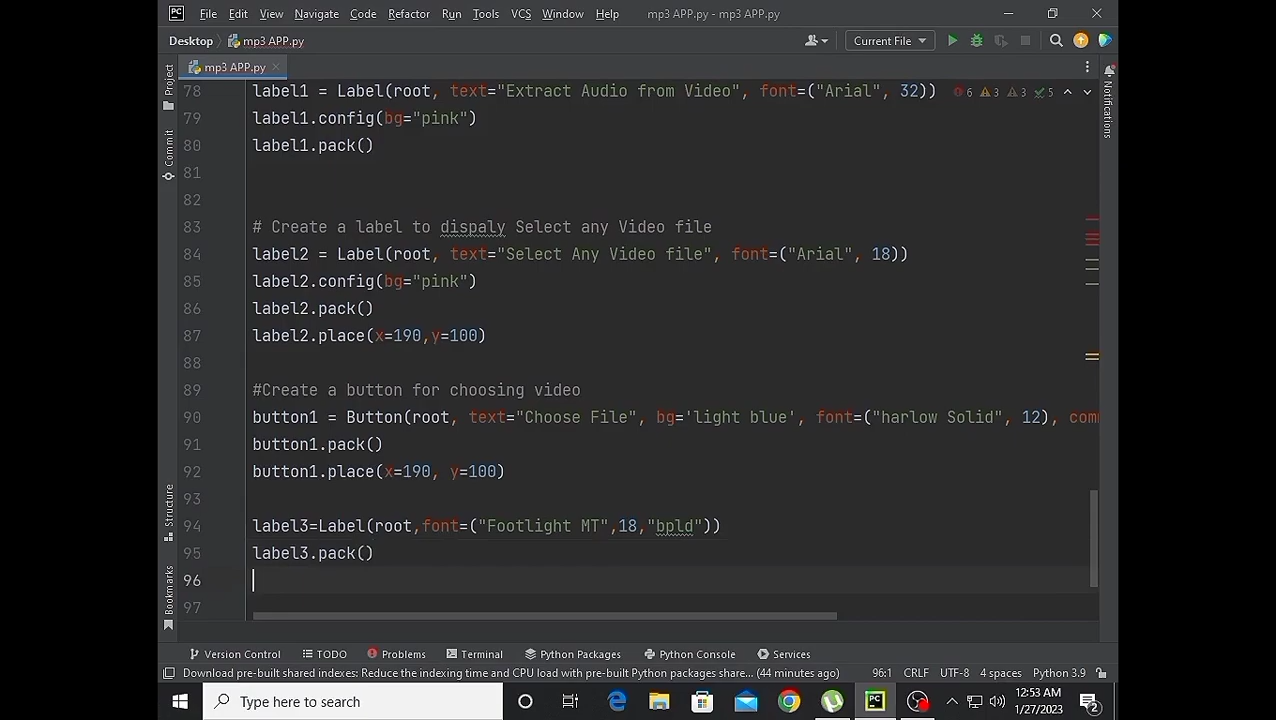 PC File Edit View Navigate Code Refactor Run Tools VCS Window Help mp3 APP.py - mp3 APP.py
Desktop mp3 APP.py Current File
mp3 APP.py
78 label1 = Label(root, text="Extract Audio from Video", font=("Arial", 32)) 6 3 3 5
79 label1.config(bg="pink")
80 label1.pack()
81
82
83 # Create a label to dispaly Select any Video file
84 label2 = Label(root, text="Select Any Video file", font=("Arial", 18))
85 label2.config(bg="pink")
86 label2.pack()
87 label2.place(x=190,y=100)
88
89 #Create a button for choosing video
90 button1 = Button(root, text="Choose File", bg='light blue', font=("harlow Solid", 12), com
91 button1.pack()
92 button1.place(x=190, y=100)
93
94 label3=Label(root,font=("Footlight MT",18,"bpld"))
95 label3.pack()
96
97
Project
Commit
Structure
Bookmarks
Notifications
Version Control TODO Problems Terminal Python Packages Python Console Services
Download pre-built shared indexes: Reduce the indexing time and CPU load with pre-built Python packages share... (44 minutes ago) 96:1 CRLF UTF-8 4 spaces Python 3.9
Type here to search PC 12:53 AM
1/27/2023 2